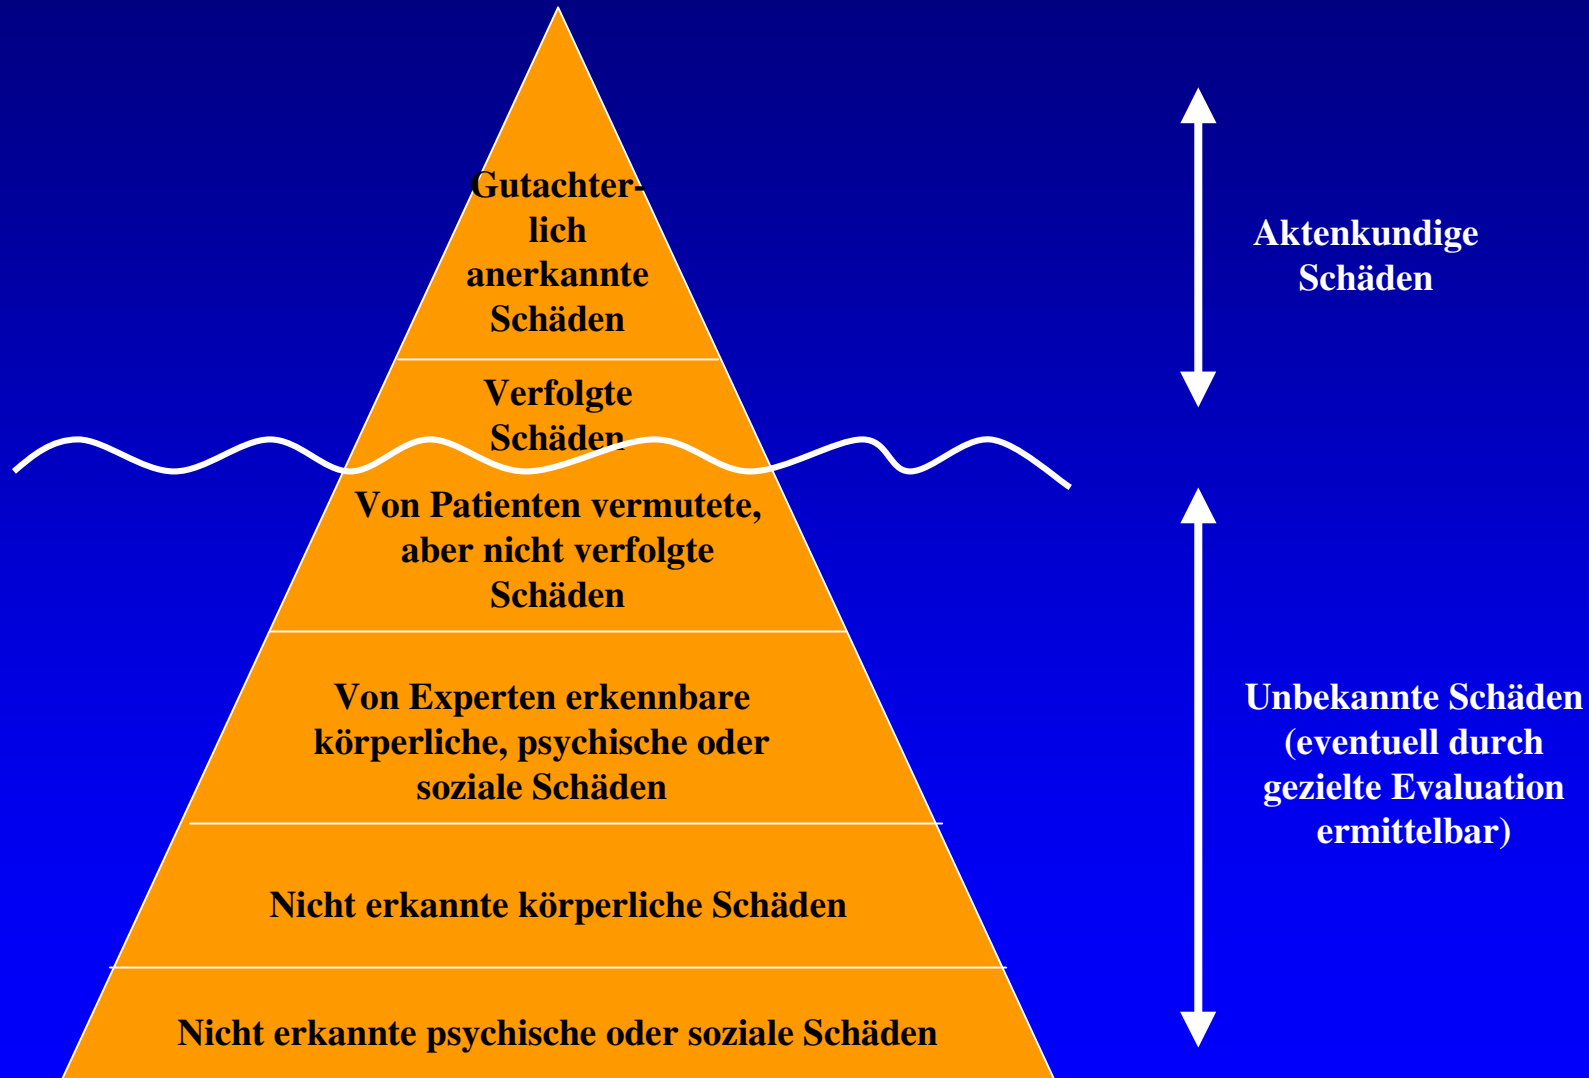 Gutachter-
lich
anerkannte
Schäden
Verfolgte
Schäden
Von Patienten vermutete,
aber nicht verfolgte
Schäden
Von Experten erkennbare
körperliche, psychische oder
soziale Schäden
Nicht erkannte körperliche Schäden
Nicht erkannte psychische oder soziale Schäden
Aktenkundige
Schäden
Unbekannte Schäden
(eventuell durch
gezielte Evaluation
ermittelbar)